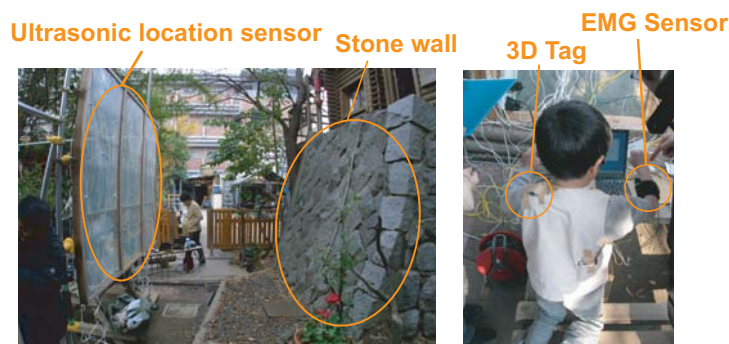 Ultrasonic location sensor
Stone wall
3D Tag
EMG Sensor